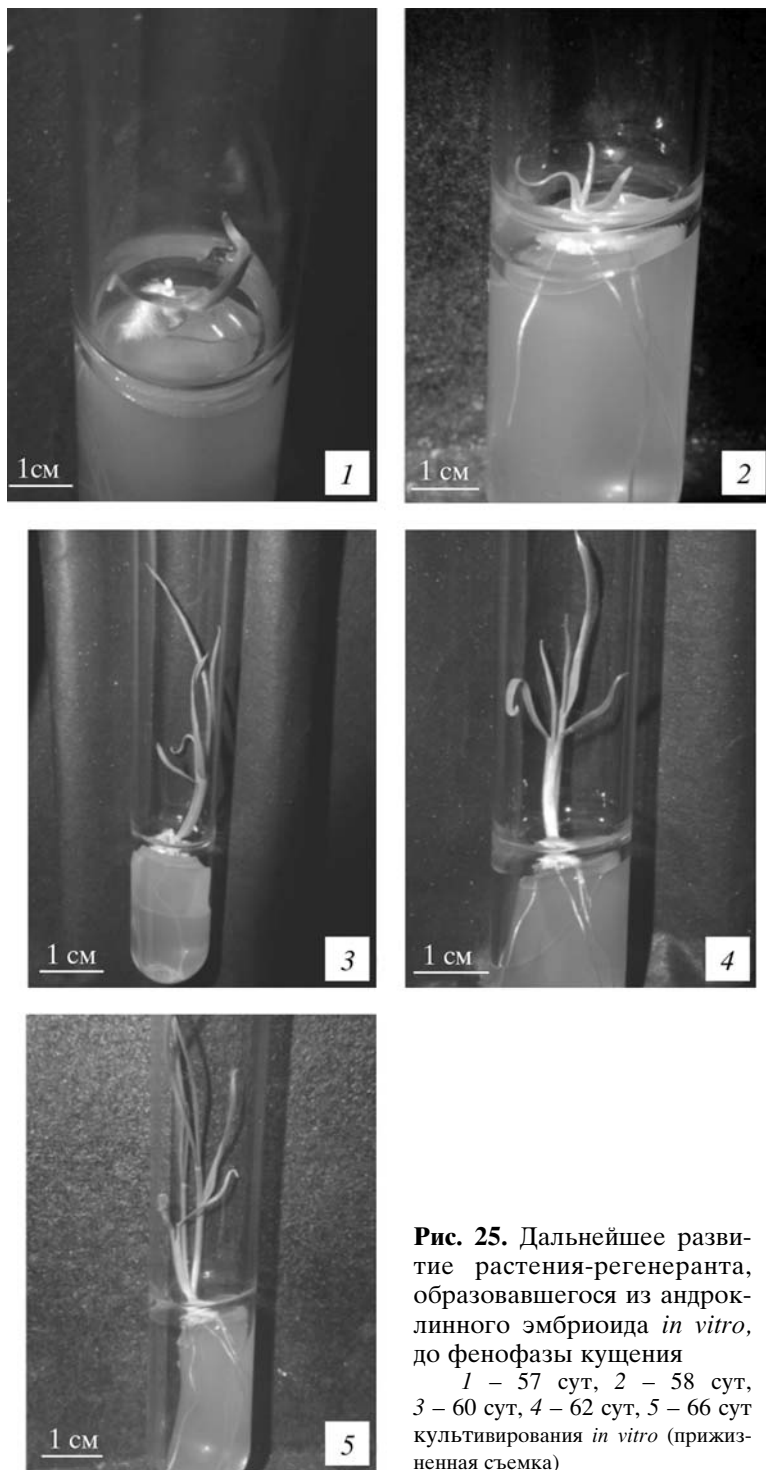 1см
1
1 см
2
1 см
3
1 см
4
1 см
5
Рис. 25. Дальнейшее разви-
тие растения-регенеранта,
образовавшегося из андрок-
линного эмбриоида in vitro,
до фенофазы кущения
1 – 57 сут, 2 – 58 сут,
3 – 60 сут, 4 – 62 сут, 5 – 66 сут
культивирования in vitro (прижиз-
ненная съемка)